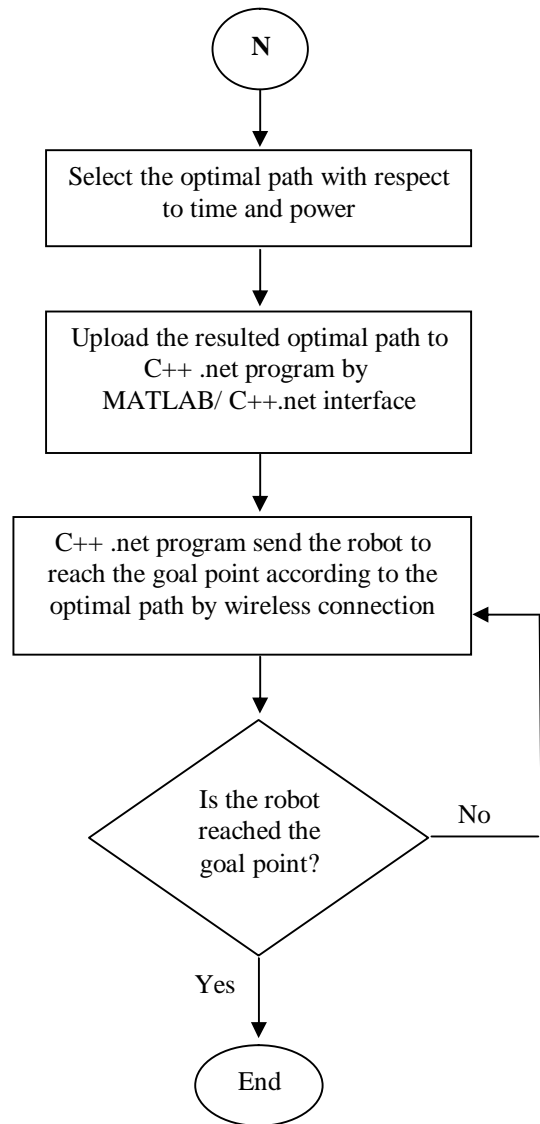 N
Select the optimal path with respect
to time and power
Upload the resulted optimal path to
C++ .net program by
MATLAB/ C++.net interface
C++ .net program send the robot to
reach the goal point according to the
optimal path by wireless connection
Is the robot
reached the
goal point?
No
Yes
End